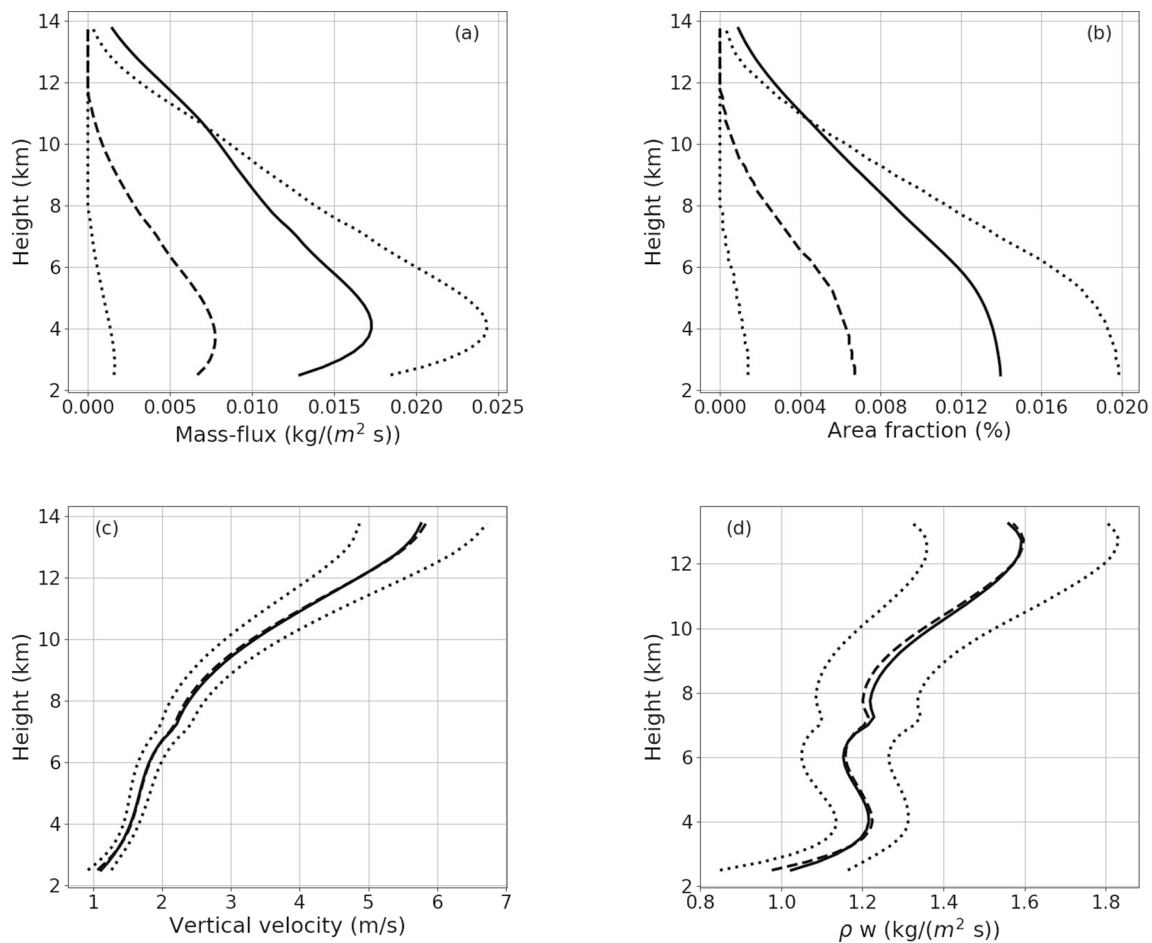 (a)
14
12
10
8
6
4
2
Height (km)
0.000 0.005 0.010 0.015 0.020 0.025
Mass-flux (kg/(m² s))
(b)
14
12
10
8
6
4
2
Height (km)
0.000 0.004 0.008 0.012 0.016 0.020
Area fraction (%)
(c)
14
12
10
8
6
4
2
Height (km)
1 2 3 4 5 6 7
Vertical velocity (m/s)
(d)
12
10
8
6
4
2
Height (km)
0.8 1.0 1.2 1.4 1.6 1.8
ρ w (kg/(m² s)